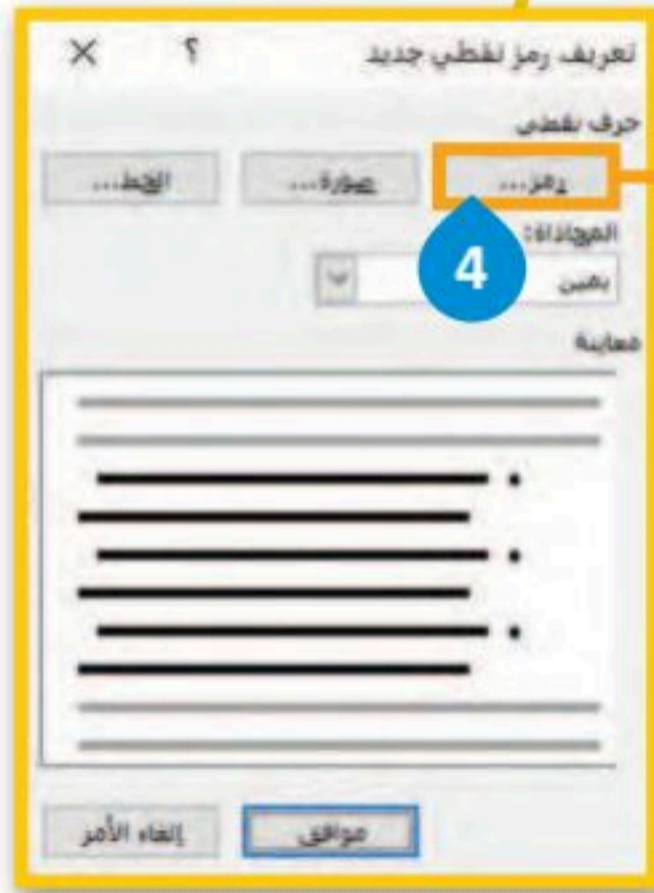 تعريف رمز نقطي جديد ؟ ×
حرف نقطي
رمز... صورة... الخط...
المحاذاة:
يمين
4
معاينة
موافق إلغاء الأمر